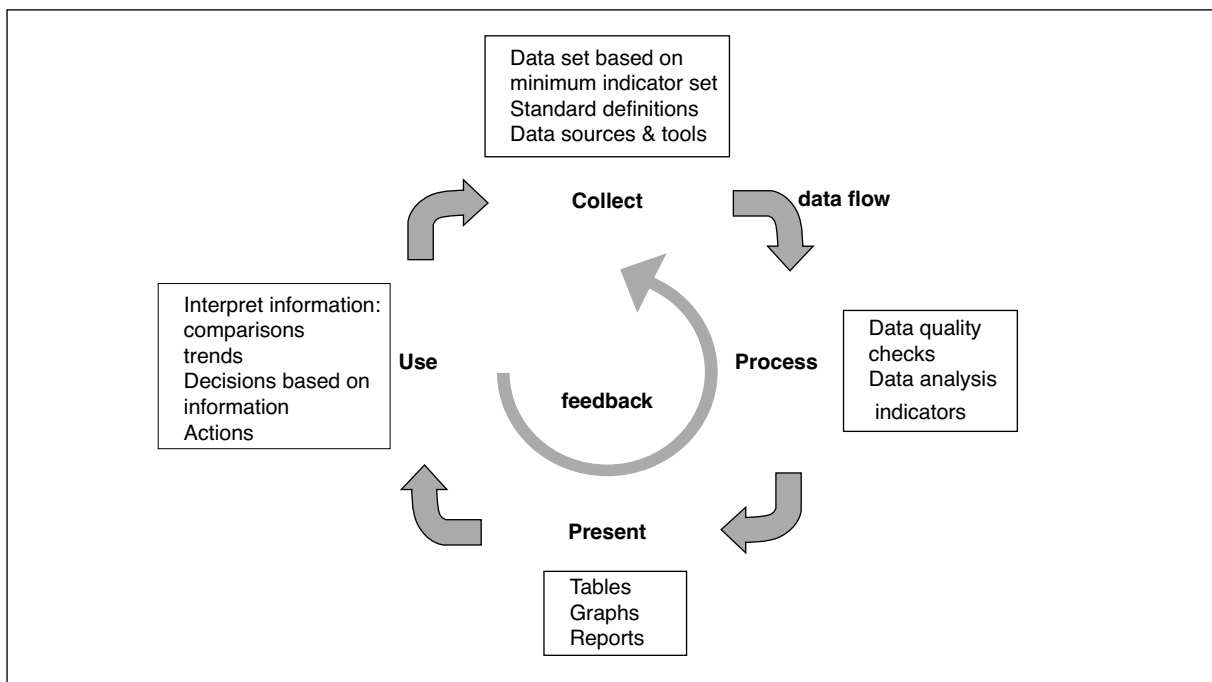 Data set based on
minimum indicator set
Standard definitions
Data sources & tools
Collect
data flow
Interpret information:
comparisons
trends
Decisions based on
information
Actions
Use
feedback
Process
Data quality
checks
Data analysis
indicators
Present
Tables
Graphs
Reports